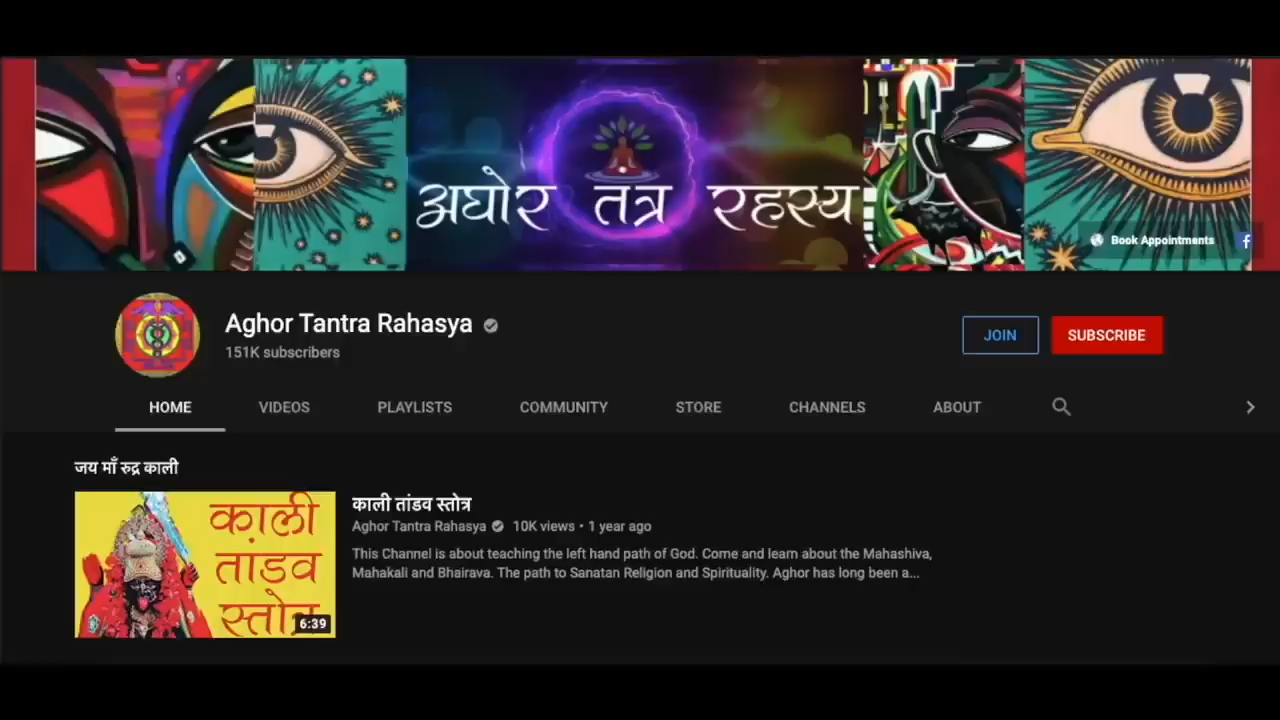 अघोर तत्र रहस्य
Book Appointments
Aghor Tantra Rahasya
151K subscribers
JOIN
SUBSCRIBE
HOME VIDEOS PLAYLISTS COMMUNITY STORE CHANNELS ABOUT
जय माँ रुद्र काली
काली
तांडव
स्तोत्र
6:39
काली तांडव स्तोत्र
Aghor Tantra Rahasya 10K views • 1 year ago
This Channel is about teaching the left hand path of God. Come and learn about the Mahashiva,
Mahakali and Bhairava. The path to Sanatan Religion and Spirituality. Aghor has long been a...